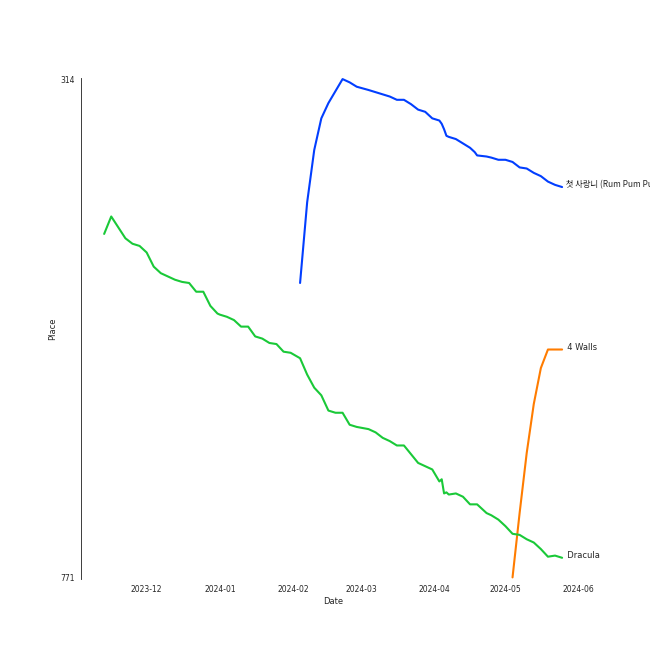 314
첫 사랑니 (Rum Pum Pu
4 Walls
Place
Dracula
771
2023-12 2024-01 2024-02 2024-03 2024-04 2024-05 2024-06
Date